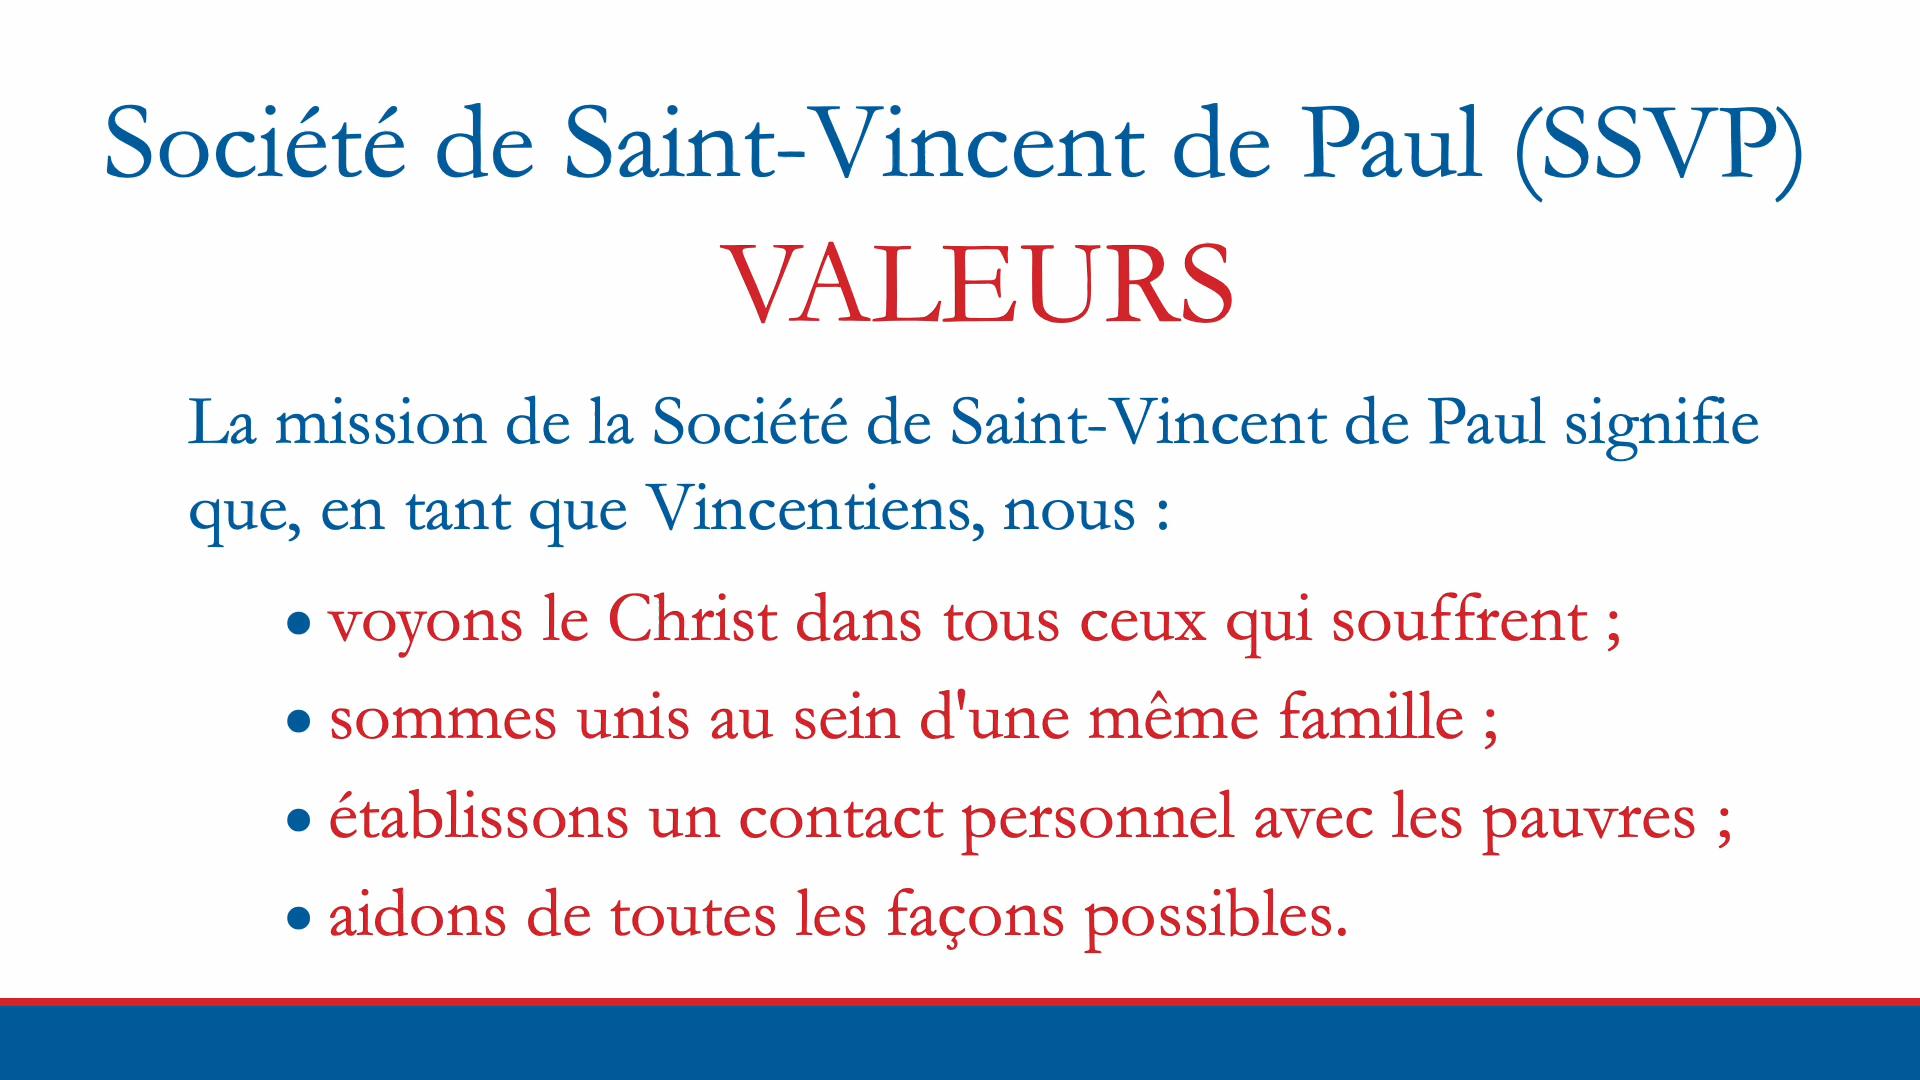 Société de Saint-Vincent de Paul (SSVP)
VALEURS
La mission de la Société de Saint-Vincent de Paul signifie
que, en tant que Vincentiens, nous :
• voyons le Christ dans tous ceux qui souffrent ;
• sommes unis au sein d'une même famille ;
• établissons un contact personnel avec les pauvres ;
• aidons de toutes les façons possibles.